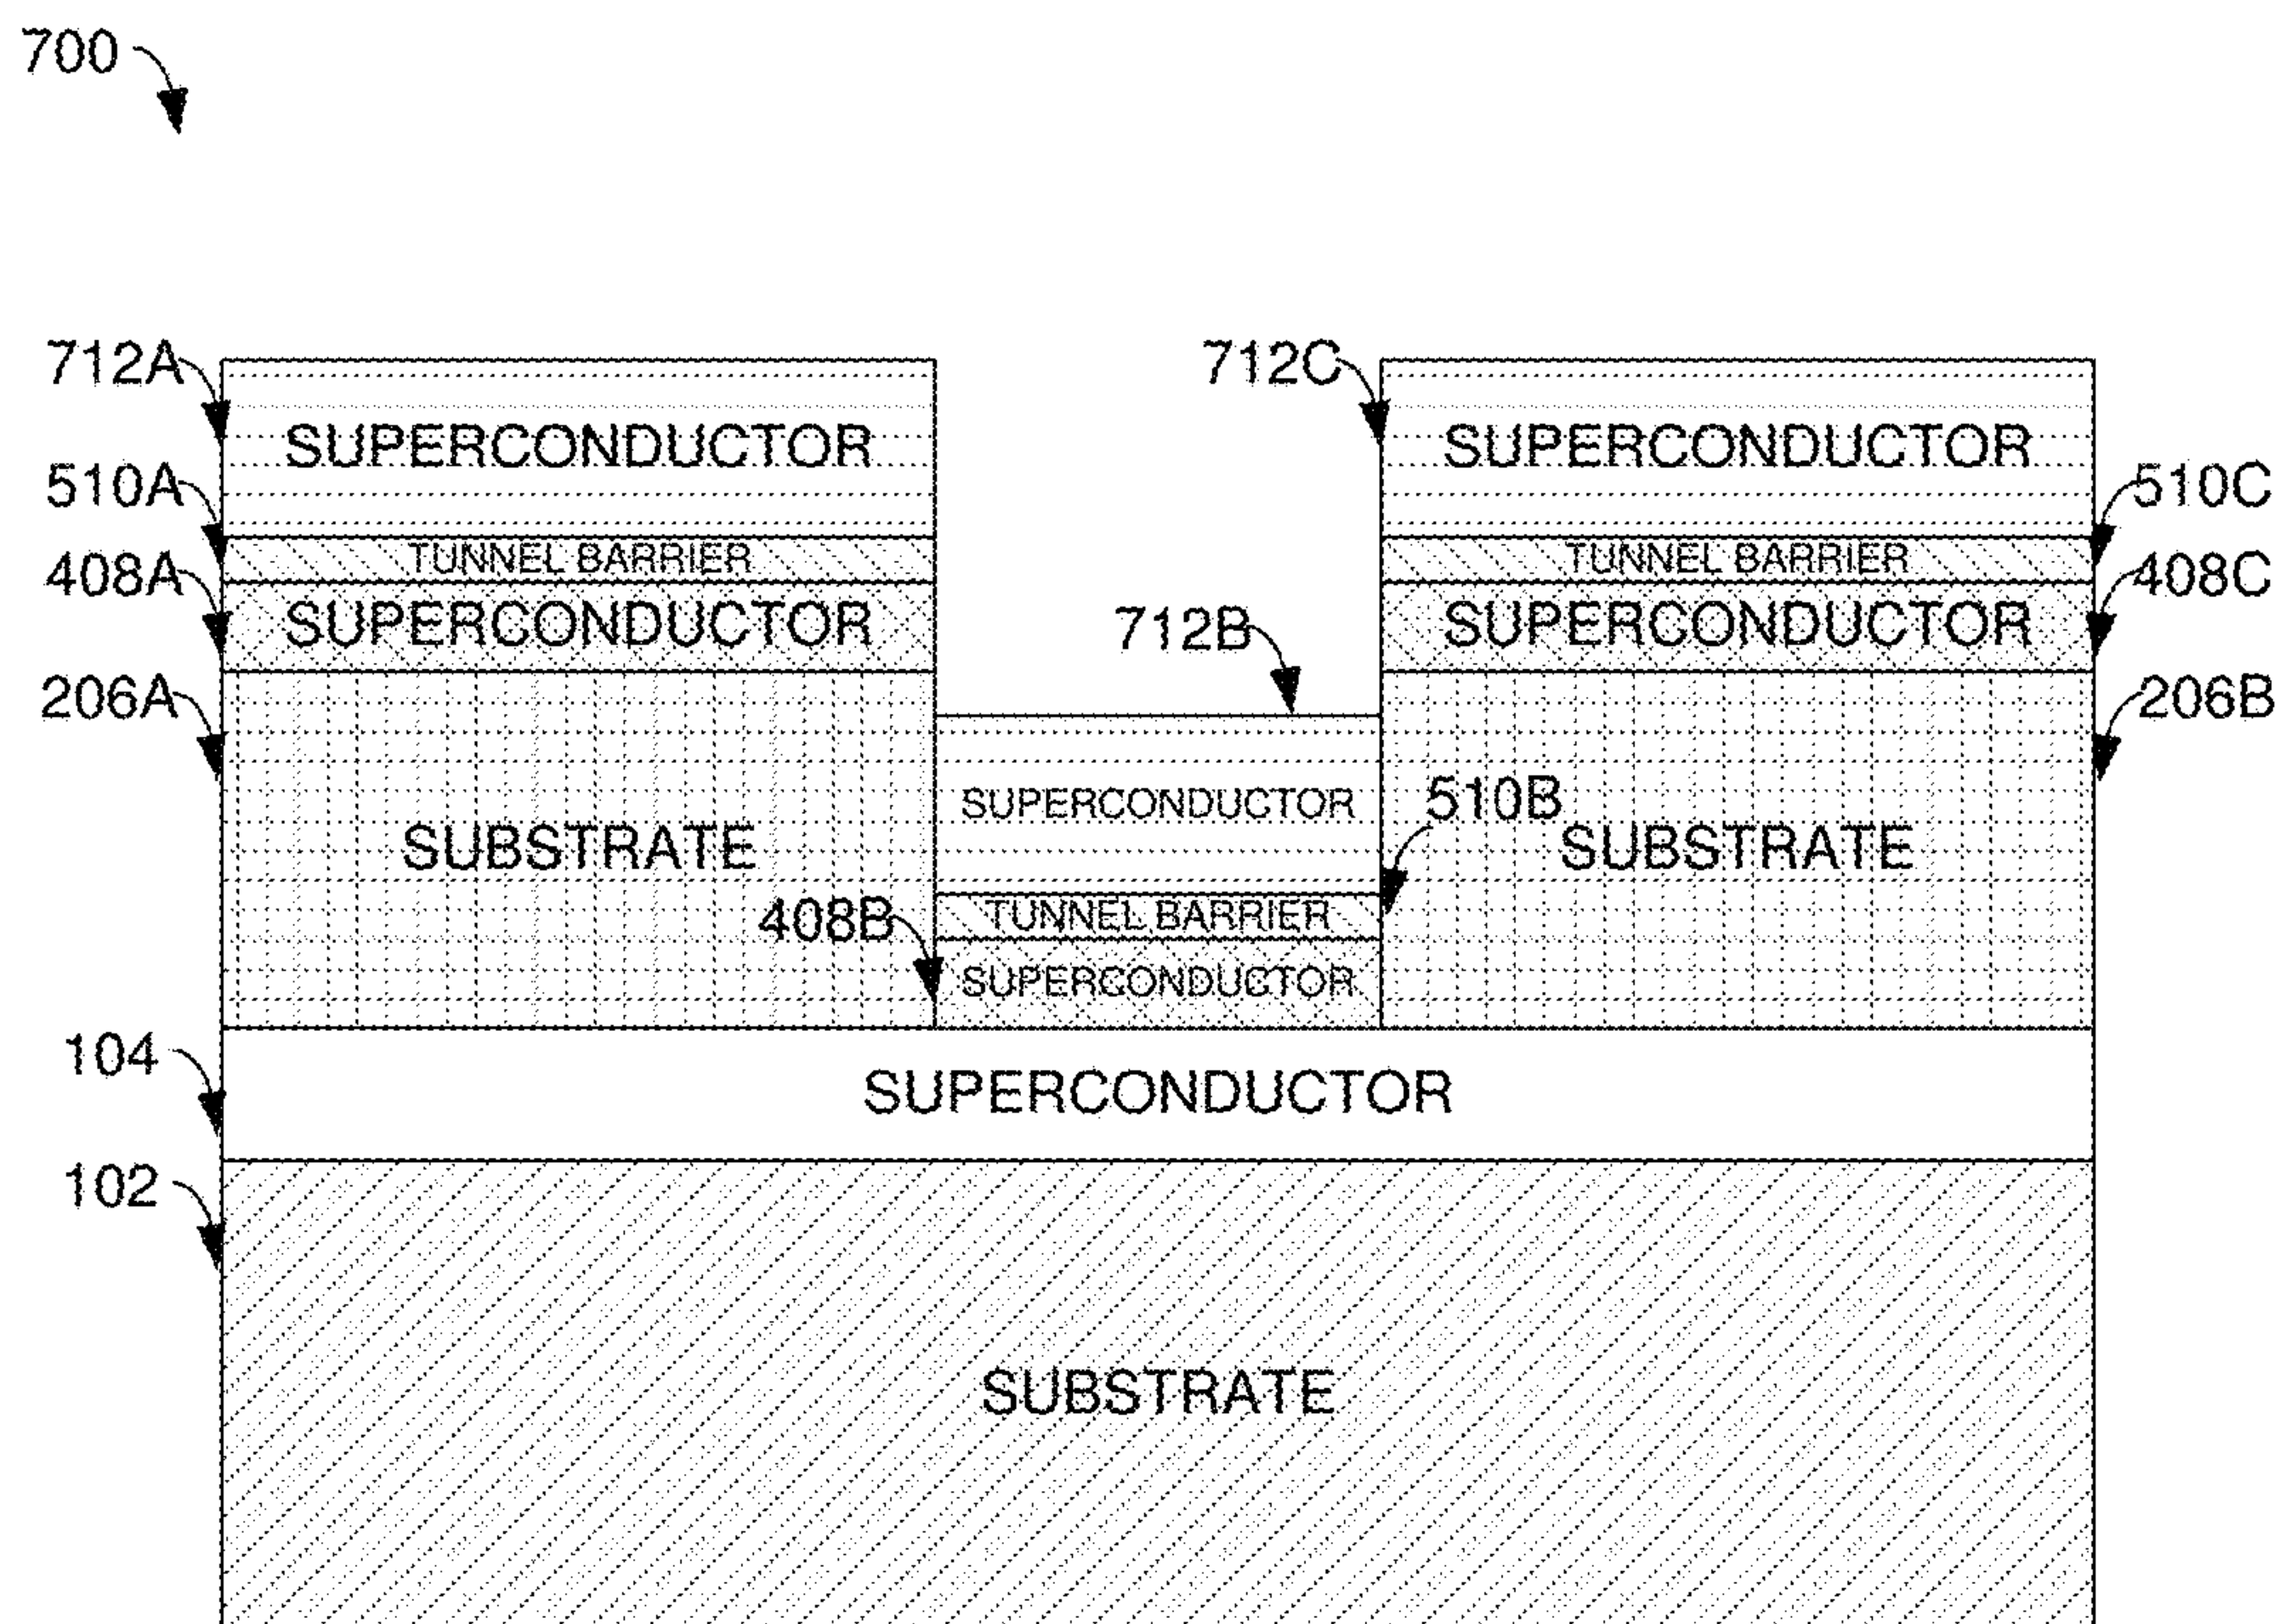 700
712A
712C
SUPERCONDUCTOR
SUPERCONDUCTOR
510A
510C
TUNNEL BARRIER
TUNNEL BARRIER
408A
408C
SUPERCONDUCTOR
SUPERCONDUCTOR
712B
206A
206B
SUPERCONDUCTOR
510B
SUBSTRATE
SUBSTRATE
408B
TUNNEL BARRIER
SUPERCONDUCTOR
104
SUPERCONDUCTOR
102
SUBSTRATE